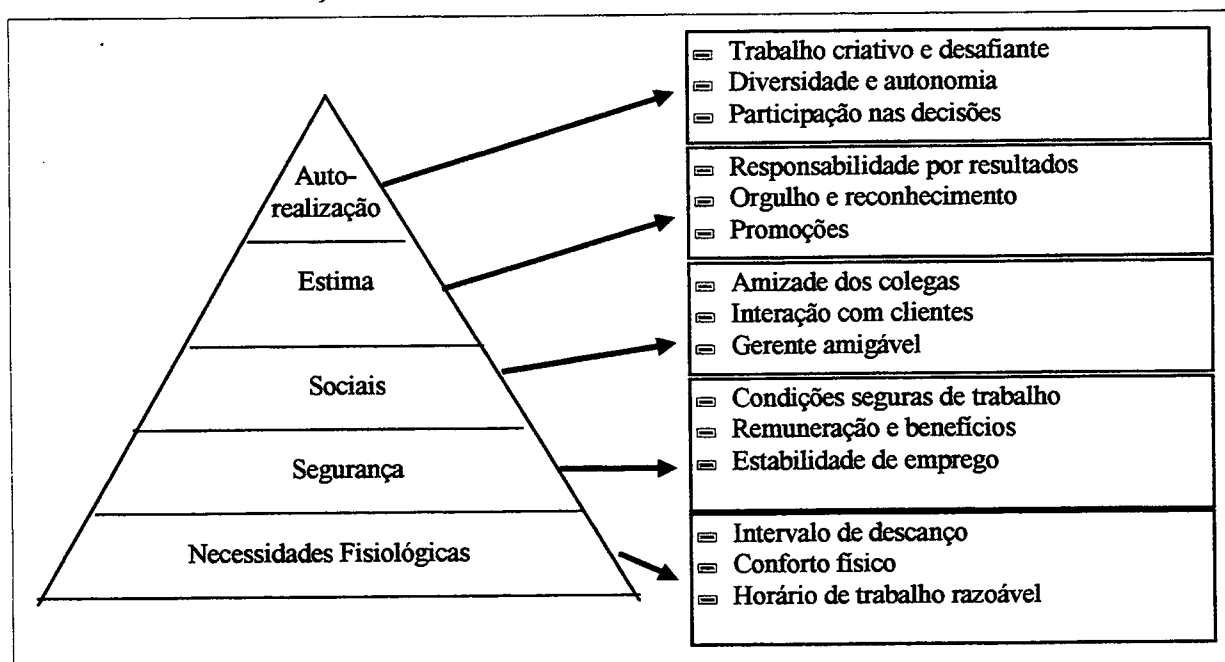 Auto-
realização
Estima
Sociais
Segurança
Necessidades Fisiológicas
Trabalho criativo e desafiante
Diversidade e autonomia
Participação nas decisões
Responsabilidade por resultados
Orgulho e reconhecimento
Promoções
Amizade dos colegas
Interação com clientes
Gerente amigável
Condições seguras de trabalho
Remuneração e benefícios
Estabilidade de emprego
Intervalo de descanço
Conforto físico
Horário de trabalho razoável